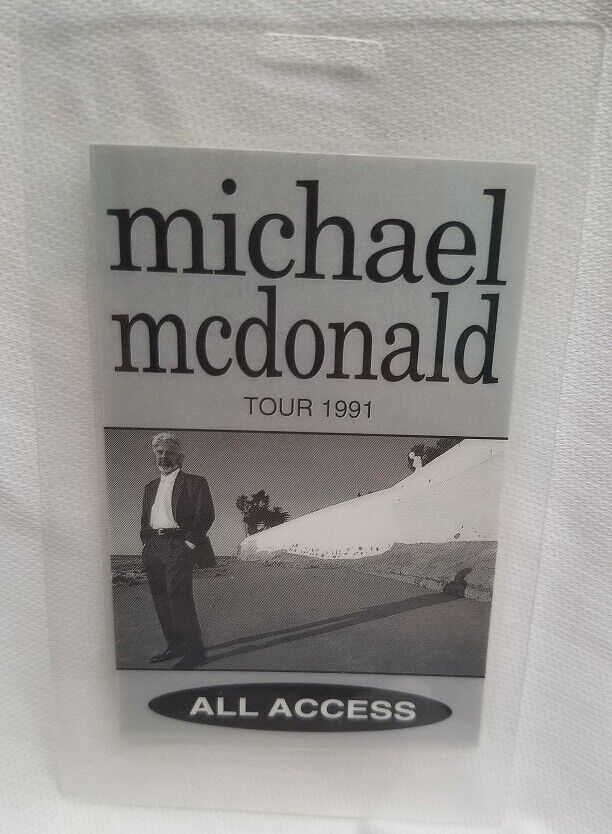 michael
mcdonald
TOUR 1991
ALL ACCESS